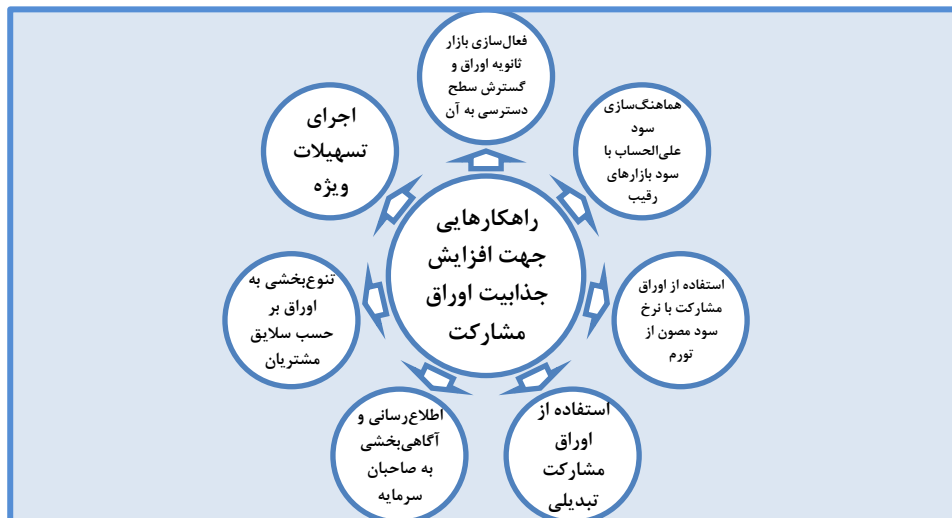 راهکارهایی
جهت افزایش
جذابیت اوراق
مشارکت
فعال‌سازی بازار
ثانویه اوراق و
گسترش سطح
دسترسی به آن
هماهنگ‌سازی
سود
علی‌الحساب با
سود بازارهای
رقیب
استفاده از اوراق
مشارکت با نرخ
سود مصون از
تورم
استفاده از
اوراق
مشارکت
تبدیلی
اطلاع‌رسانی و
آگاهی‌بخشی
به صاحبان
سرمایه
تنوع‌بخشی به
اوراق بر
حسب سلایق
مشتریان
اجرای
تسهیلات
ویژه